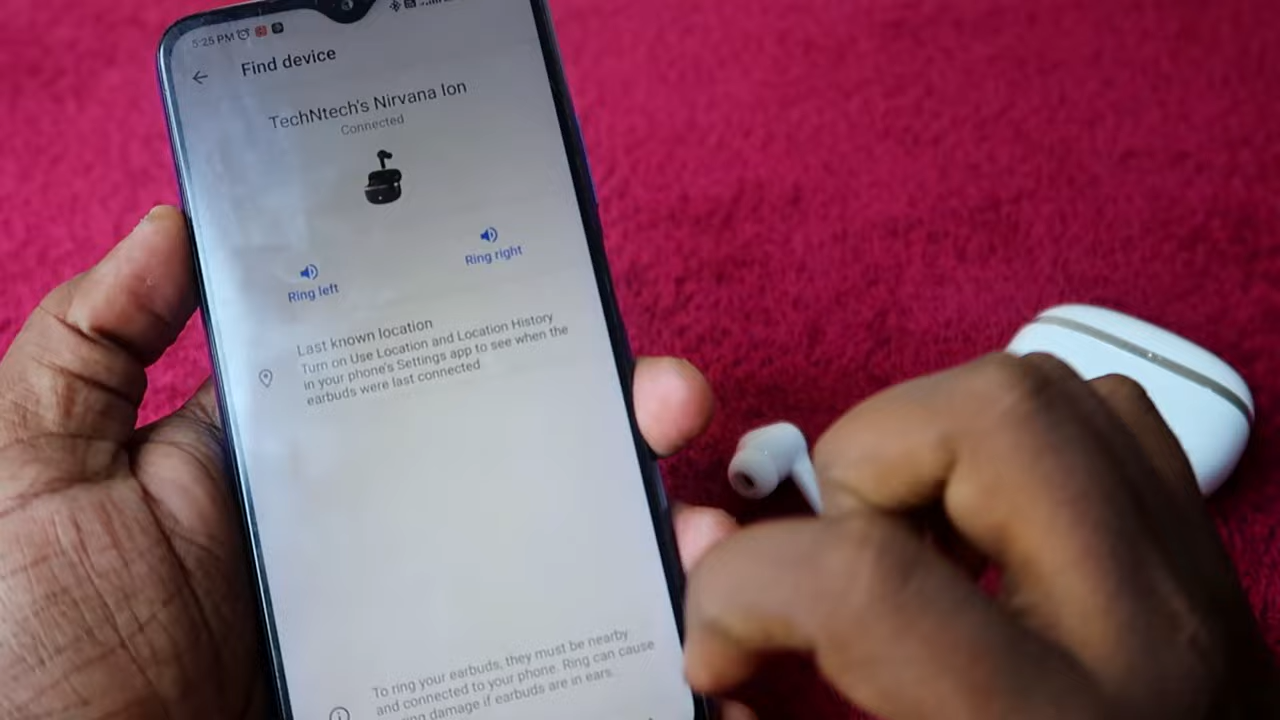 5:25 PM
Find device
TechNtech's Nirvana Ion
Connected
Ring right
Ring left
Last known location
Turn on Use Location and Location History
in your phone's Settings app to see when the
earbuds were last connected
To ring your earbuds, they must be nearby
and connected to your phone. Ring can cause
damage if earbuds are in ears.